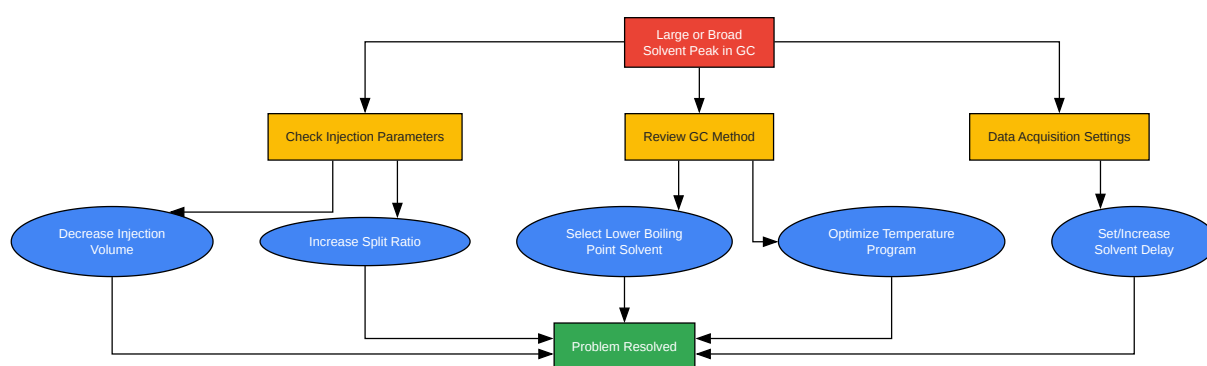 Large or Broad
Solvent Peak in GC
Check Injection Parameters
Review GC Method
Data Acquisition Settings
Decrease Injection
Volume
Increase Split Ratio
Select Lower Boiling
Point Solvent
Optimize Temperature
Program
Set/Increase
Solvent Delay
Problem Resolved